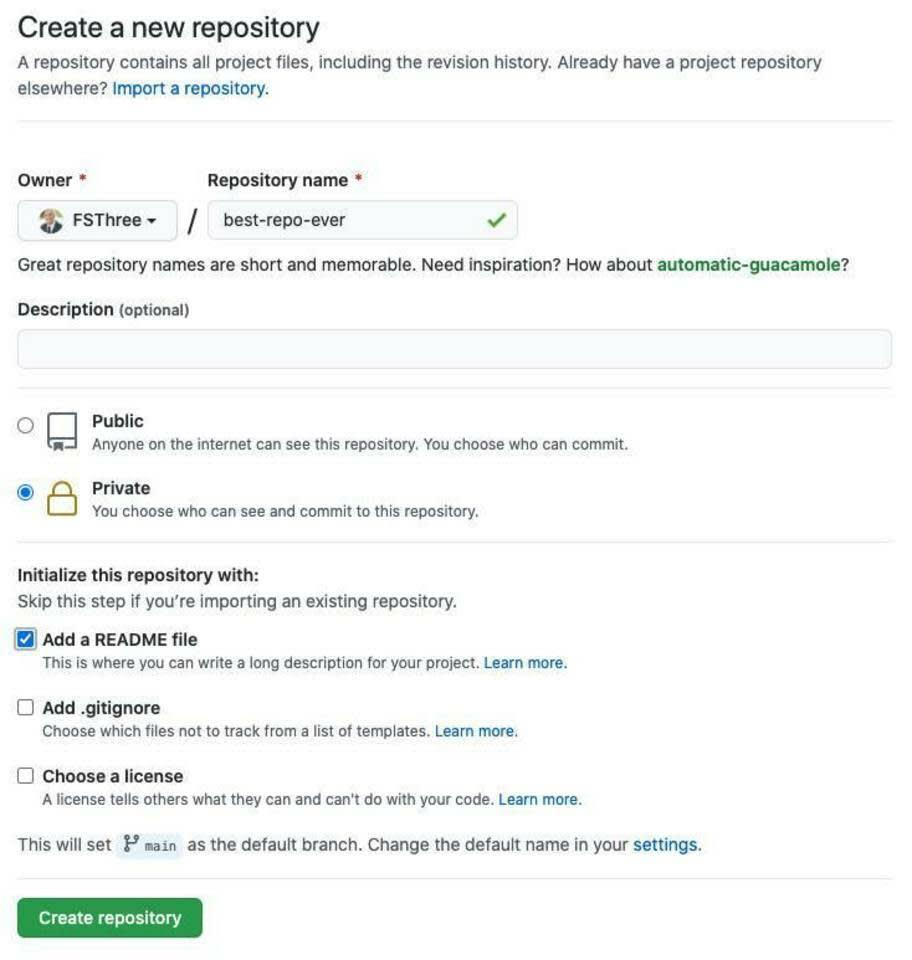 Create a new repository
A repository contains all project files, including the revision history. Already have a project repository
elsewhere? Import a repository.
Owner * Repository name *
FSThree / best-repo-ever
Great repository names are short and memorable. Need inspiration? How about automatic-guacamole?
Description (optional)
Public
Anyone on the internet can see this repository. You choose who can commit.
Private
You choose who can see and commit to this repository.
Initialize this repository with:
Skip this step if you’re importing an existing repository.
Add a README file
This is where you can write a long description for your project. Learn more.
Add .gitignore
Choose which files not to track from a list of templates. Learn more.
Choose a license
A license tells others what they can and can't do with your code. Learn more.
This will set main as the default branch. Change the default name in your settings.
Create repository